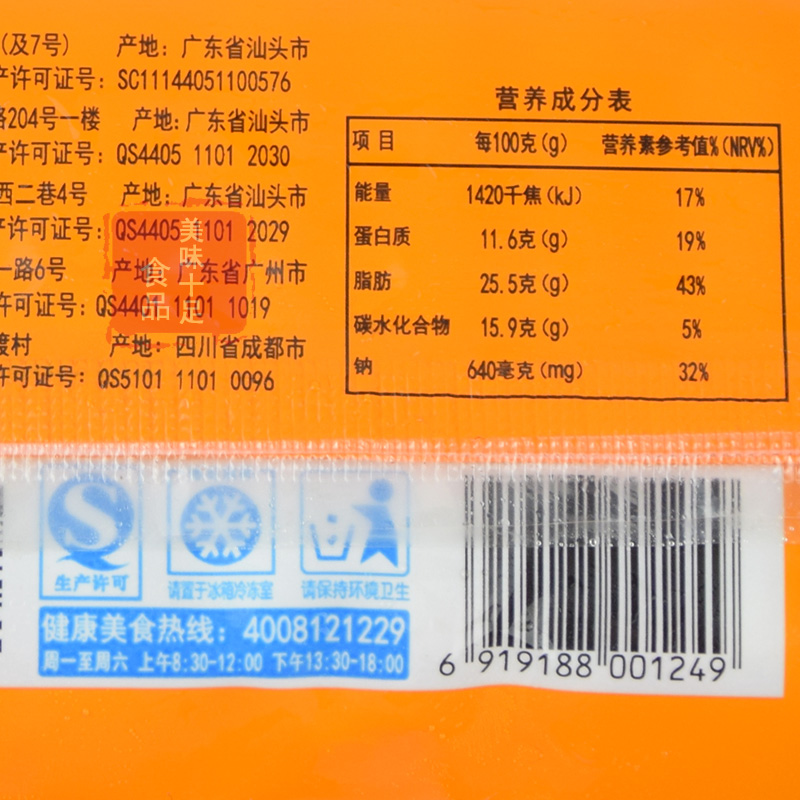 (及7号) 产地：广东省汕头市
产许可证号：SC11144051100576
路204号一楼 产地：广东省汕头市
产许可证号：QS4405 1101 2030
西二巷4号 产地：广东省汕头市
产许可证号：QS4405 1101 2029
一路6号 产地：广东省广州市
许可证号：QS4401 1101 1019
渡村 产地：四川省成都市
许可证号：QS5101 1101 0096
美味十足
食品
营养成分表
项目 每100克(g) 营养素参考值%(NRV%)
能量 1420千焦(kJ) 17%
蛋白质 11.6克(g) 19%
脂肪 25.5克(g) 43%
碳水化合物 15.9克(g) 5%
钠 640毫克(mg) 32%
生产许可
请置于冰箱冷冻室
请保持环境卫生
健康美食热线：4008121229
周一至周六 上午8:30-12:00 下午13:30-18:00
6 919188 001249